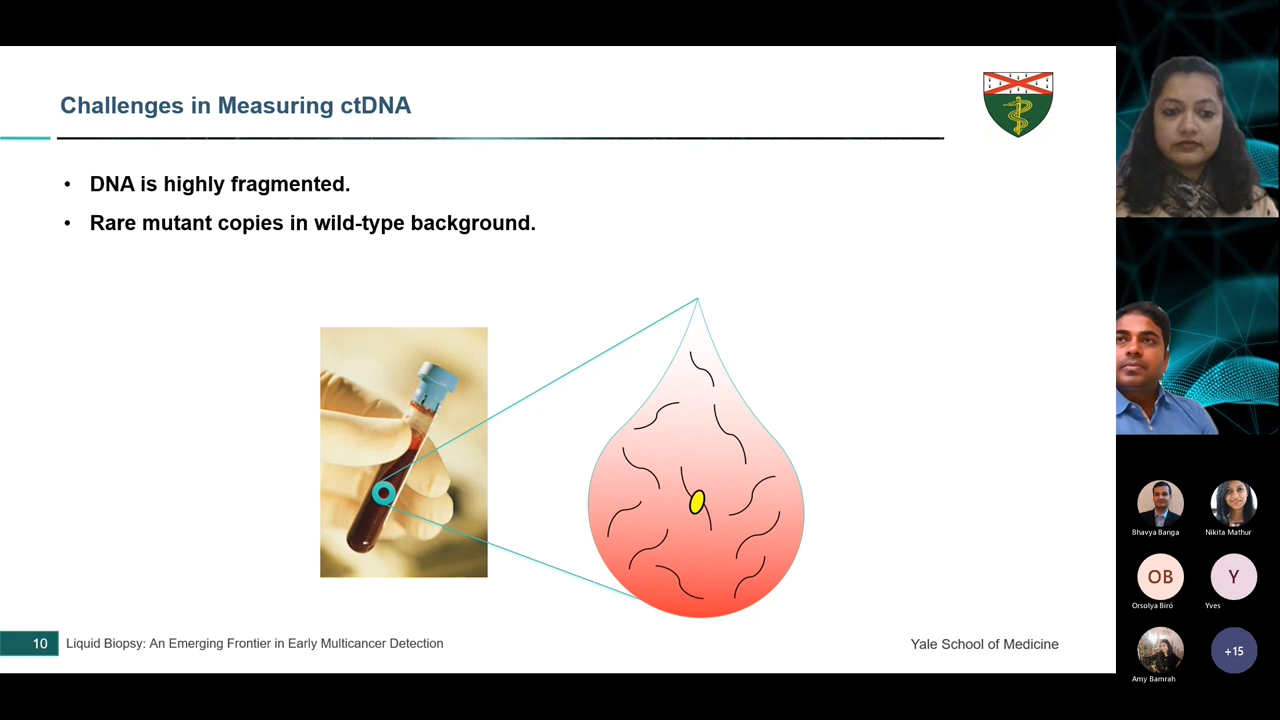 Challenges in Measuring ctDNA
• DNA is highly fragmented.
• Rare mutant copies in wild-type background.
10 Liquid Biopsy: An Emerging Frontier in Early Multicancer Detection
Yale School of Medicine
Bhavya Banga
Nikita Mathur
OB
Y
Orsolya Biró
Yves
+15
Amy Bamrah